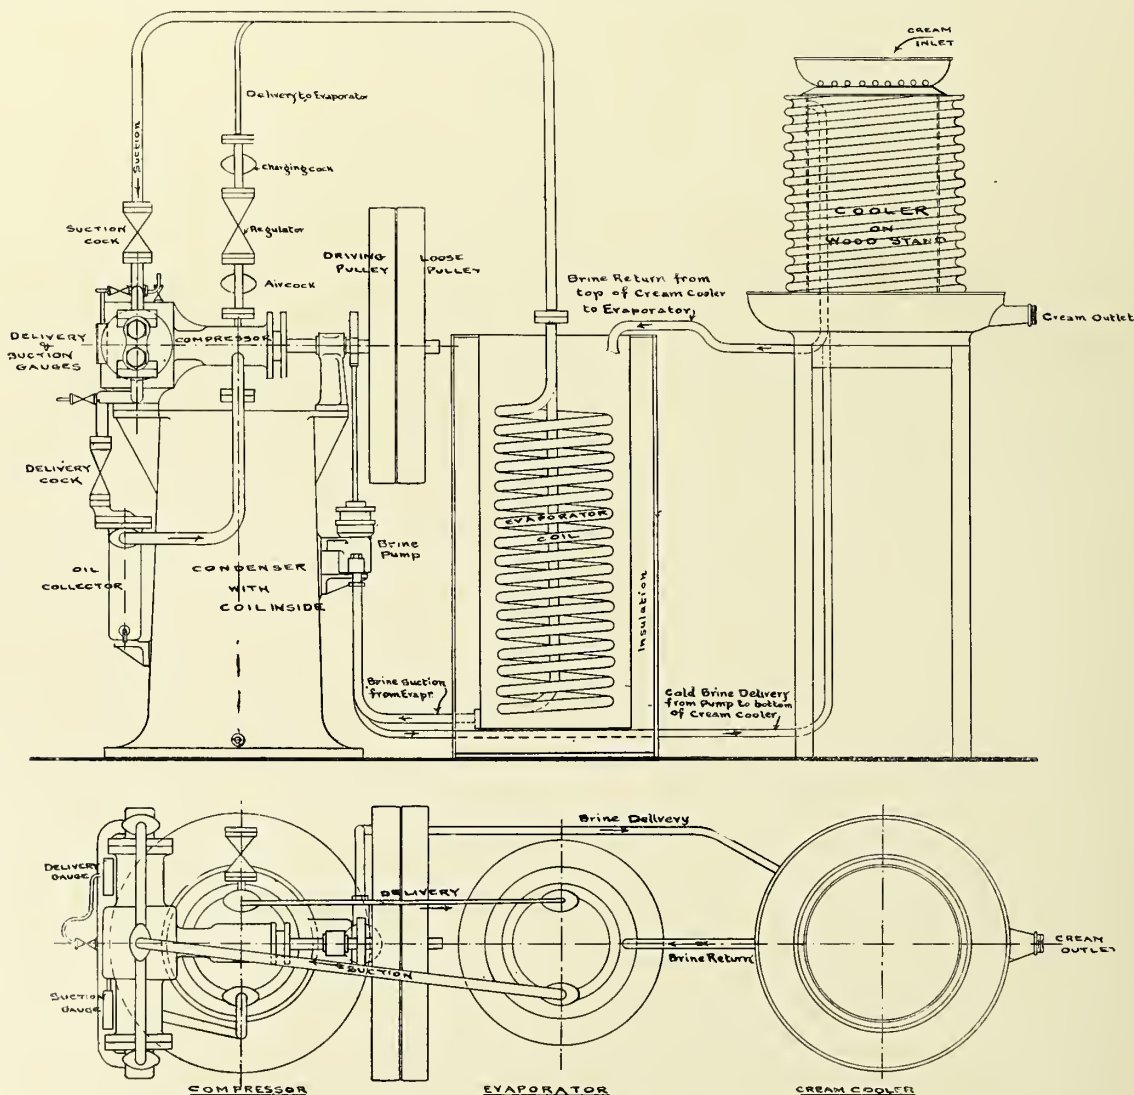 CREAM
INLET
Delivery to Evaporator
SUCTION
Charging cock
SUCTION
COCK
Regulator
Air cock
DRIVING
PULLEY
LOOSE
PULLEY
COOLER
ON
WOOD STAND
Brine Return from
top of Cream Cooler
to Evaporator
Cream Outlet
DELIVERY
&
SUCTION
GAUGES
COMPRESSOR
DELIVERY
COCK
EVAPORATOR
COIL
Brine
Pump
OIL
COLLECTOR
CONDENSER
WITH
COIL INSIDE
Insulation
Brine Suction
from Evapr.
Cold Brine Delivery
from Pump to bottom
of Cream Cooler
Brine Delivery
DELIVERY
GAUGE
DELIVERY
SUCTION
Brine Return
CREAM
OUTLET
SUCTION
GAUGE
COMPRESSOR
EVAPORATOR
CREAM COOLER